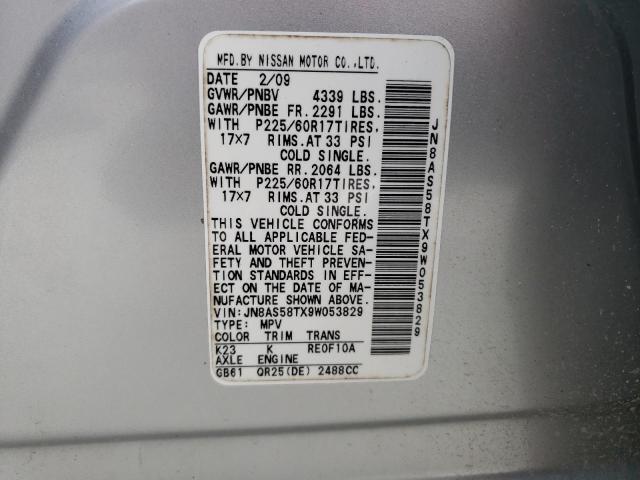 MFD.BY NISSAN MOTOR CO.,LTD.
DATE 2/09
GVWR/PNBV 4339 LBS.
GAWR/PNBE FR.2291 LBS.
WITH P225/60R17TIRES,
17X7 RIMS.AT 33 PSI
COLD SINGLE.
GAWR/PNBE RR.2064 LBS.
WITH P225/60R17TIRES,
17X7 RIMS.AT 33 PSI
COLD SINGLE.
THIS VEHICLE CONFORMS
TO ALL APPLICABLE FED-
ERAL MOTOR VEHICLE SA-
FETY AND THEFT PREVEN-
TION STANDARDS IN EFF-
ECT ON THE DATE OF MA-
NUFACTURE SHOWN ABOVE.
VIN:JN8AS58TX9W053829
TYPE: MPV
COLOR TRIM TRANS
K23 K RE0F10A
AXLE ENGINE
GB61 QR25(DE) 2488CC
JN8AS58TX9W053829